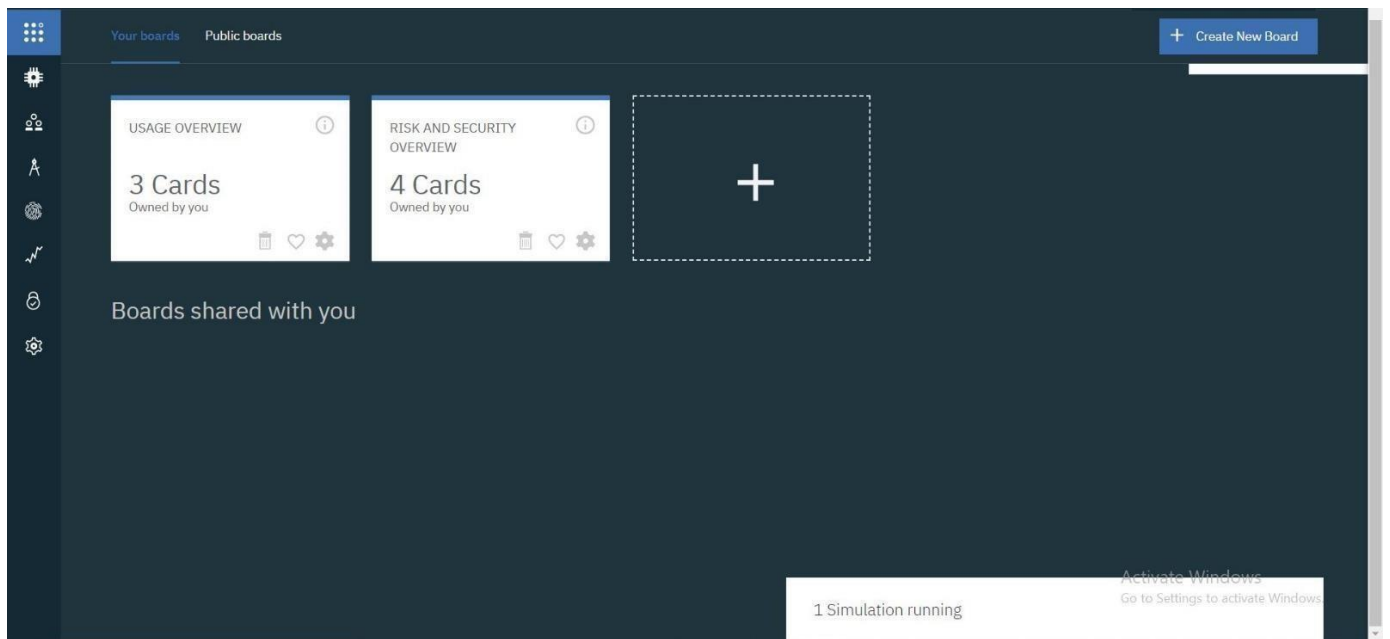 Your boards
Public boards
+ Create New Board
USAGE OVERVIEW
3 Cards
Owned by you
RISK AND SECURITY
OVERVIEW
4 Cards
Owned by you
Boards shared with you
1 Simulation running
Activate Windows
Go to Settings to activate Windows.